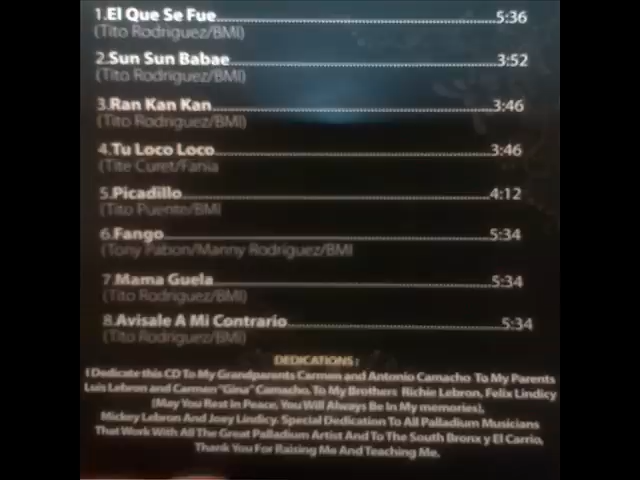 1.El Que Se Fue 5:36
(Tito Rodriguez/BMI)
2.Sun Sun Babae 3:52
(Tito Rodriguez/BMI)
3.Ran Kan Kan 3:46
(Tito Rodriguez/BMI)
4.Tu Loco Loco 3:46
(Tite Curet/Fania
5.Picadillo 4:12
(Tito Puente/BMI
6.Fango 5:34
(Tony Pabon/Manny Rodriguez/BMI
7.Mama Guela 5:34
(Tito Rodriguez/BMI)
8.Avisale A Mi Contrario 5:34
(Tito Rodriguez/BMI)
DEDICATIONS:
I Dedicate this CD To My Grandparents Carmen and Antonio Camacho To My Parents
Luis Lebron and Carmen "Gina" Camacho, To My Brothers Richie Lebron, Felix Lindicy
(May You Rest in Peace, You Will Always Be In My memories),
Mickey Lebron And Joey Lindicy. Special Dedication To All Palladium Musicians
That Work With All The Great Palladium Artist And To The South Bronx y El Carrio,
Thank You For Raising Me And Teaching Me.